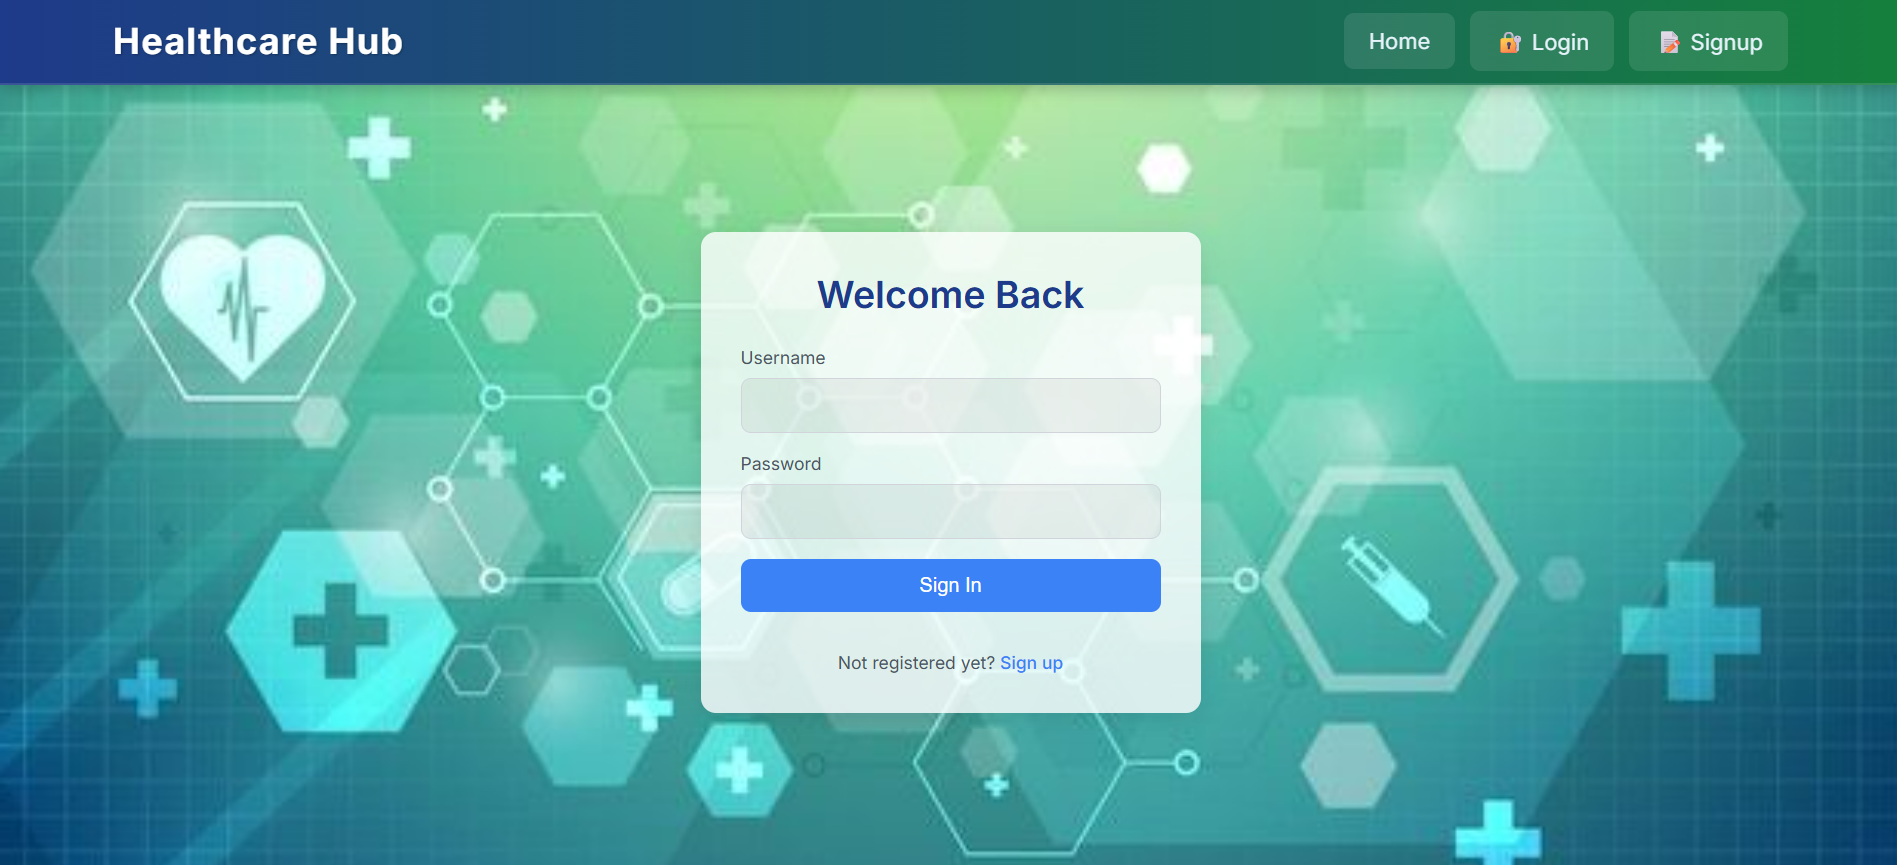 Healthcare Hub
Home
Login
Signup
Welcome Back
Username
Password
Sign In
Not registered yet? Sign up